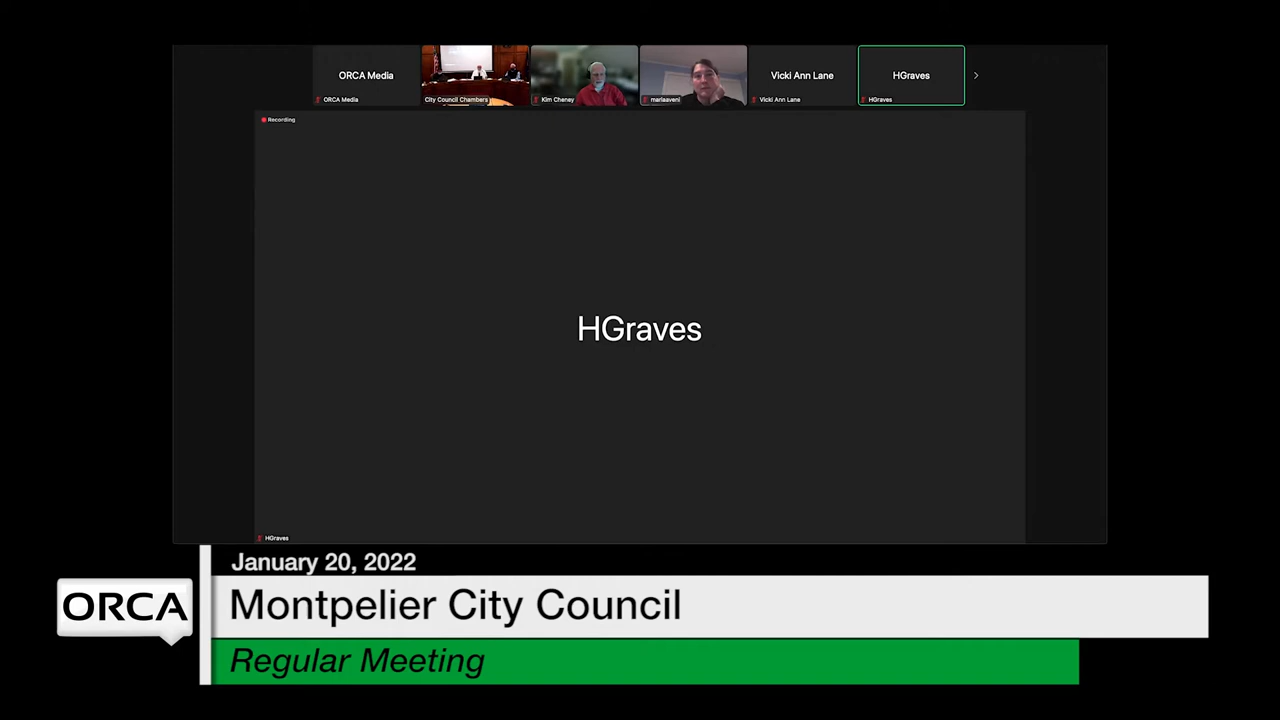 ORCA Media
Vicki Ann Lane
HGraves
ORCA Media
City Council Chambers
Kim Cheney
mariaaveni
Vicki Ann Lane
HGraves
Recording
HGraves
HGraves
January 20, 2022
ORCA
Montpelier City Council
Regular Meeting